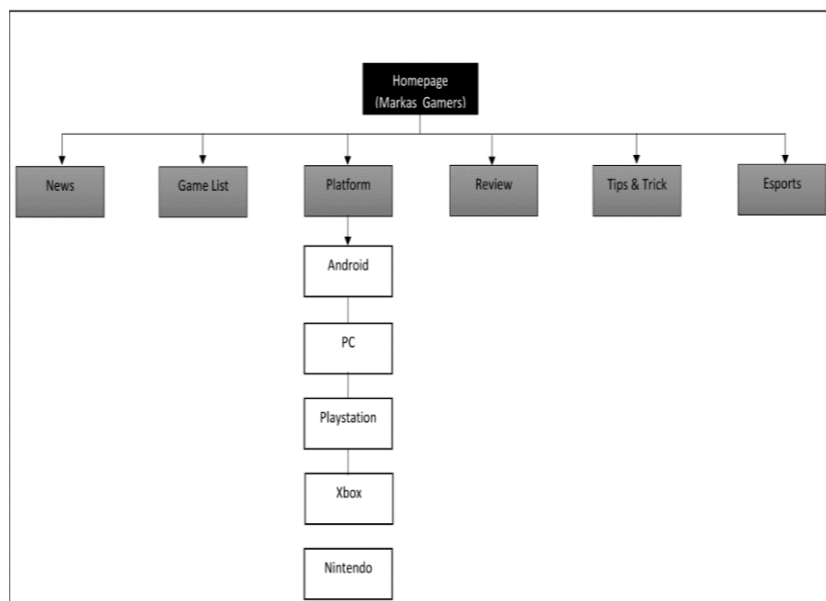 Homepage
(Markas Gamers)
News
Game List
Platform
Review
Tips & Trick
Esports
Android
PC
Playstation
Xbox
Nintendo